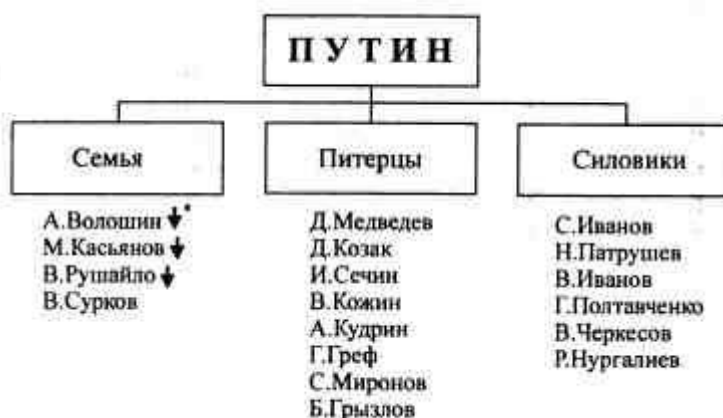 ПУТИН
Семья
А.Волошин ↓*
М.Касьянов ↓
В.Рушайло ↓
В.Сурков
Питерцы
Д.Медведев
Д.Козак
И.Сечин
В.Кожин
А.Кудрин
Г.Греф
С.Миронов
Б.Грызлов
Силовики
С.Иванов
Н.Патрушев
В.Иванов
Г.Полтавченко
В.Черкесов
Р.Нургалиев